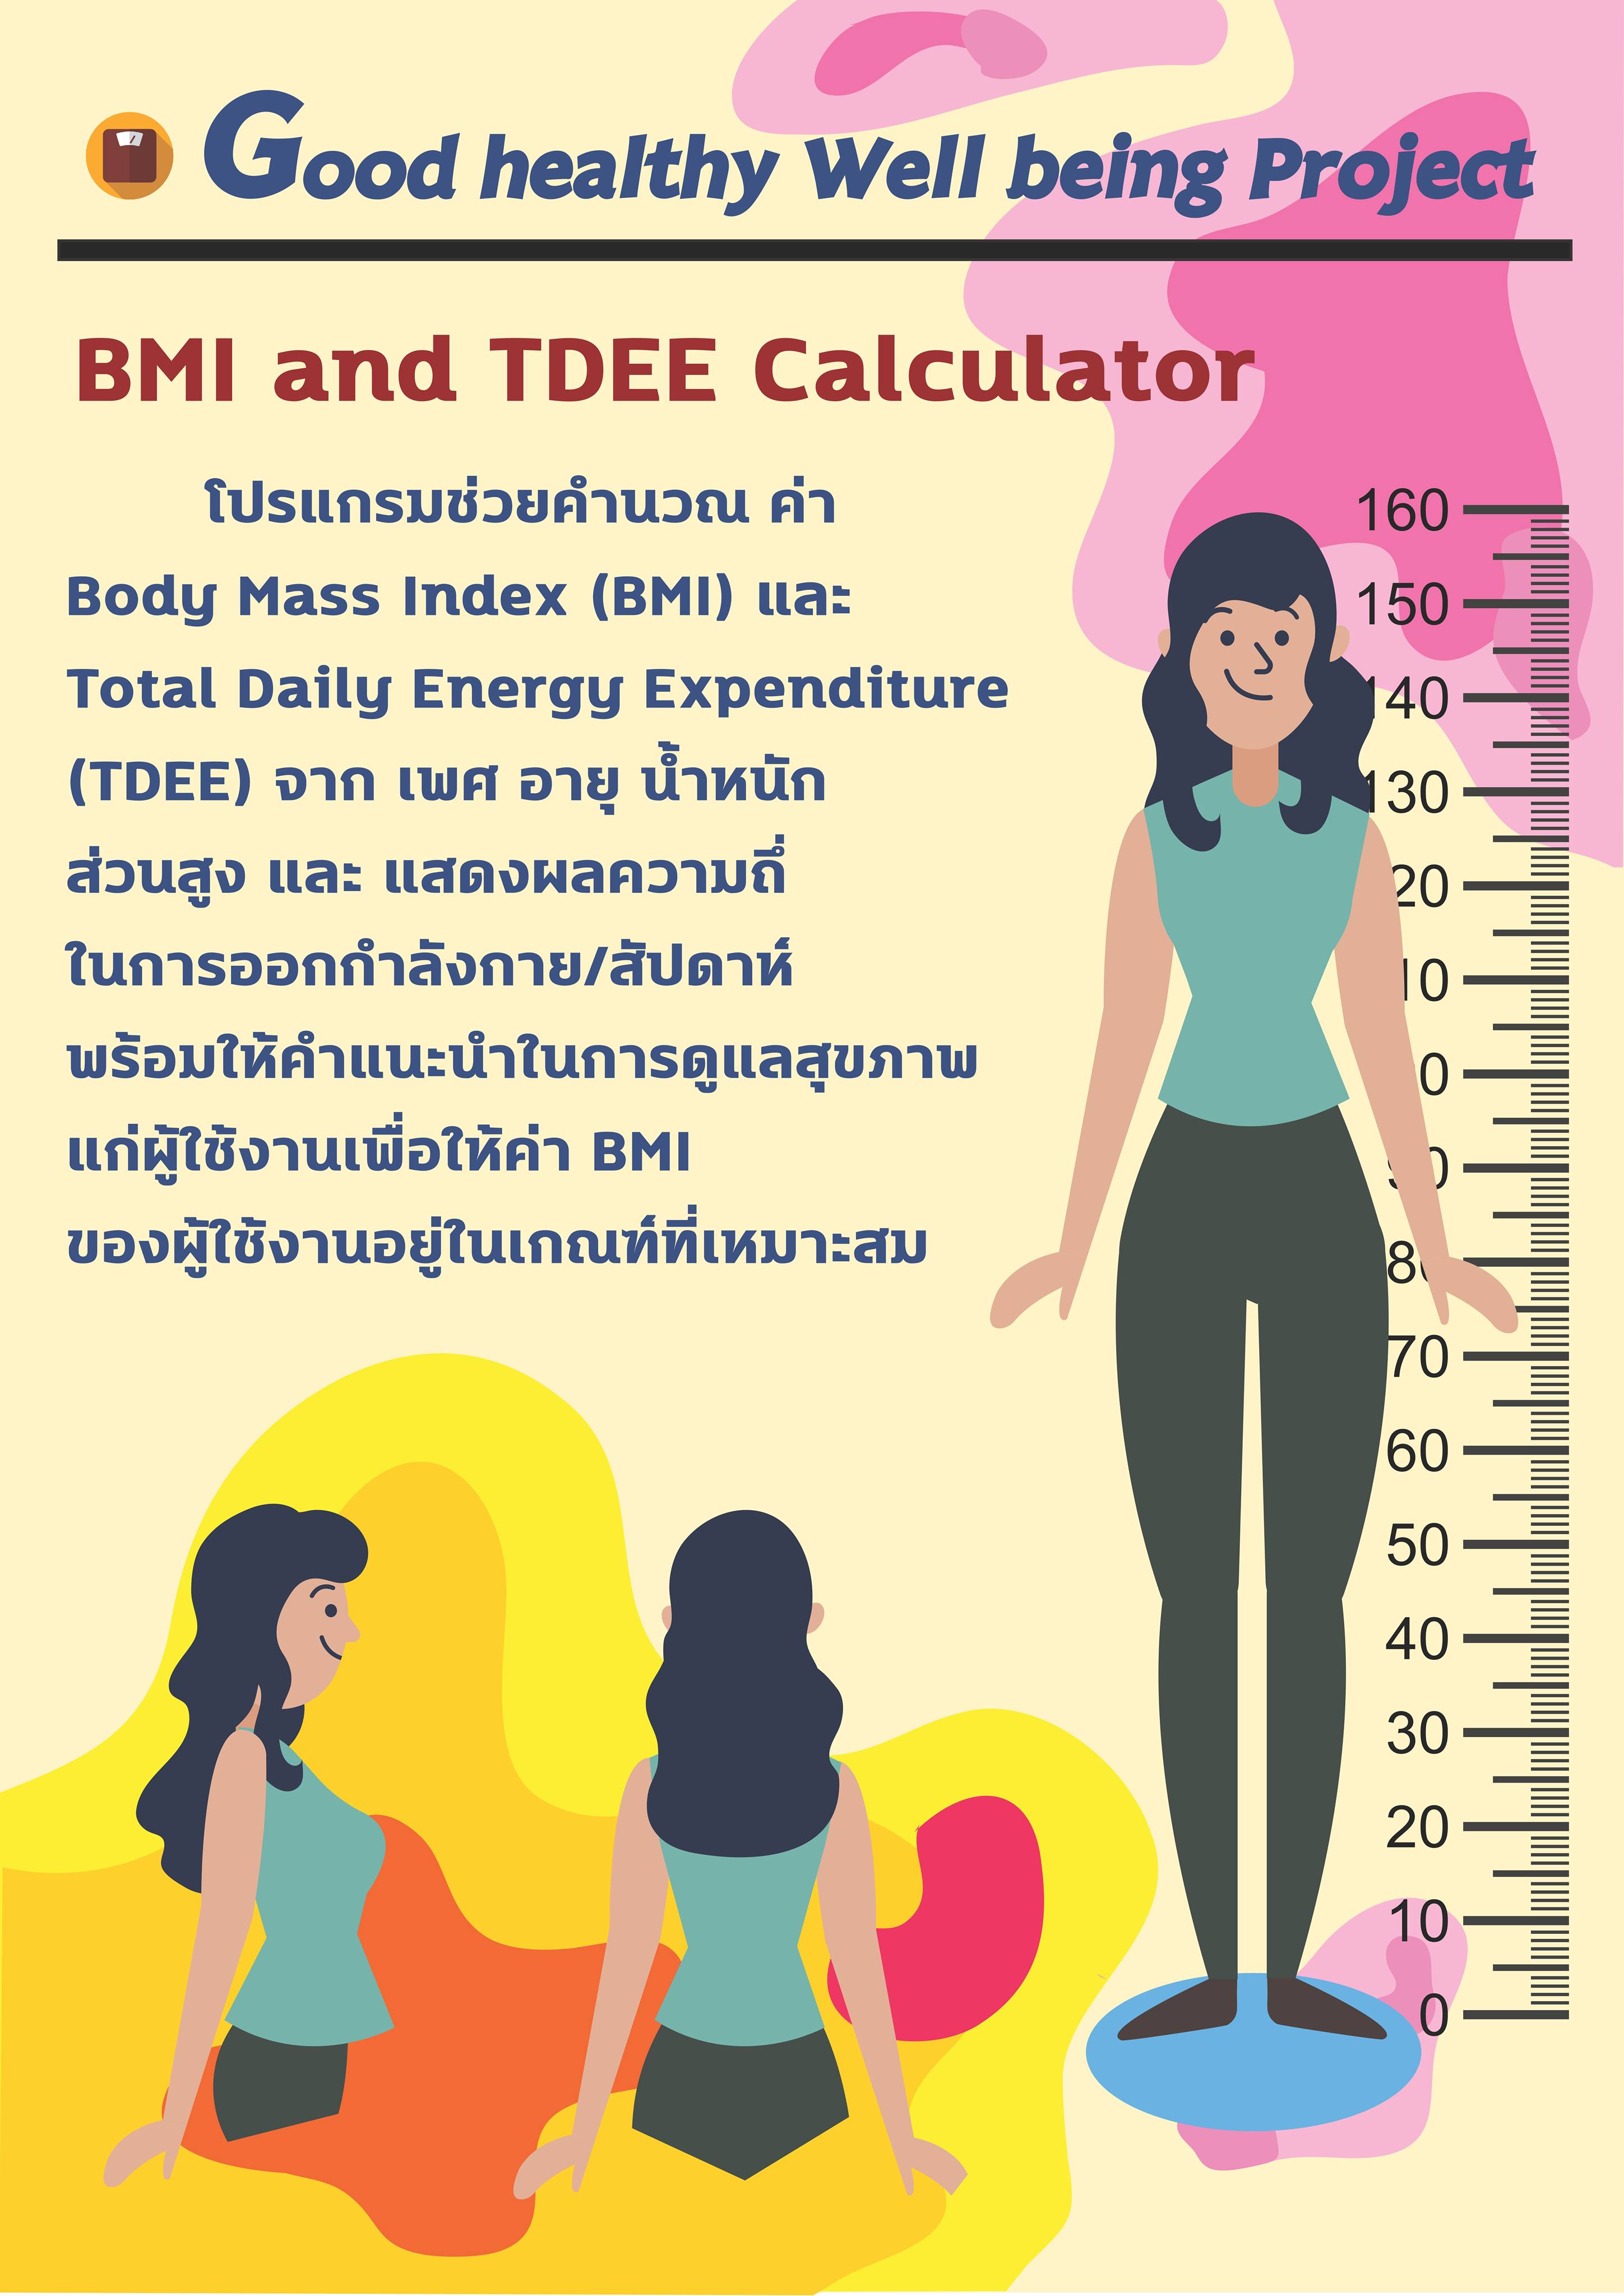 Good healthy Well being Project
BMI and TDEE Calculator
โปรแกรมช่วยคำนวณ ค่า
Body Mass Index (BMI) และ
Total Daily Energy Expenditure
(TDEE) จาก เพศ อายุ น้ำหนัก
ส่วนสูง และ แสดงผลความถี่
ในการออกกำลังกาย/สัปดาห์
พร้อมให้คำแนะนำในการดูแลสุขภาพ
แก่ผู้ใช้งานเพื่อให้ค่า BMI
ของผู้ใช้งานอยู่ในเกณฑ์ที่เหมาะสม
160
150
140
130
20
10
0
90
80
70
60
50
40
30
20
10
0